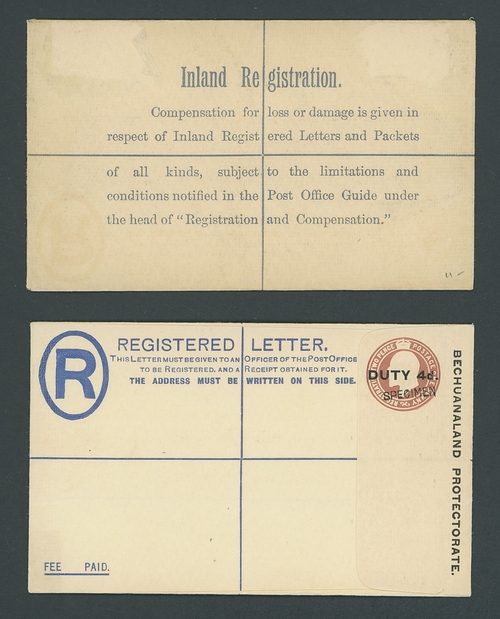 Inland Registration.
Compensation for loss or damage is given in
respect of Inland Registered Letters and Packets
of all kinds, subject to the limitations and
conditions notified in the Post Office Guide under
the head of "Registration and Compensation."
R
REGISTERED LETTER.
THIS LETTER MUST BE GIVEN TO AN OFFICER OF THE POST OFFICE
TO BE REGISTERED, AND A RECEIPT OBTAINED FOR IT.
THE ADDRESS MUST BE WRITTEN ON THIS SIDE.
DUTY 4d.
SPECIMEN
BECHUANALAND PROTECTORATE.
FEE PAID.